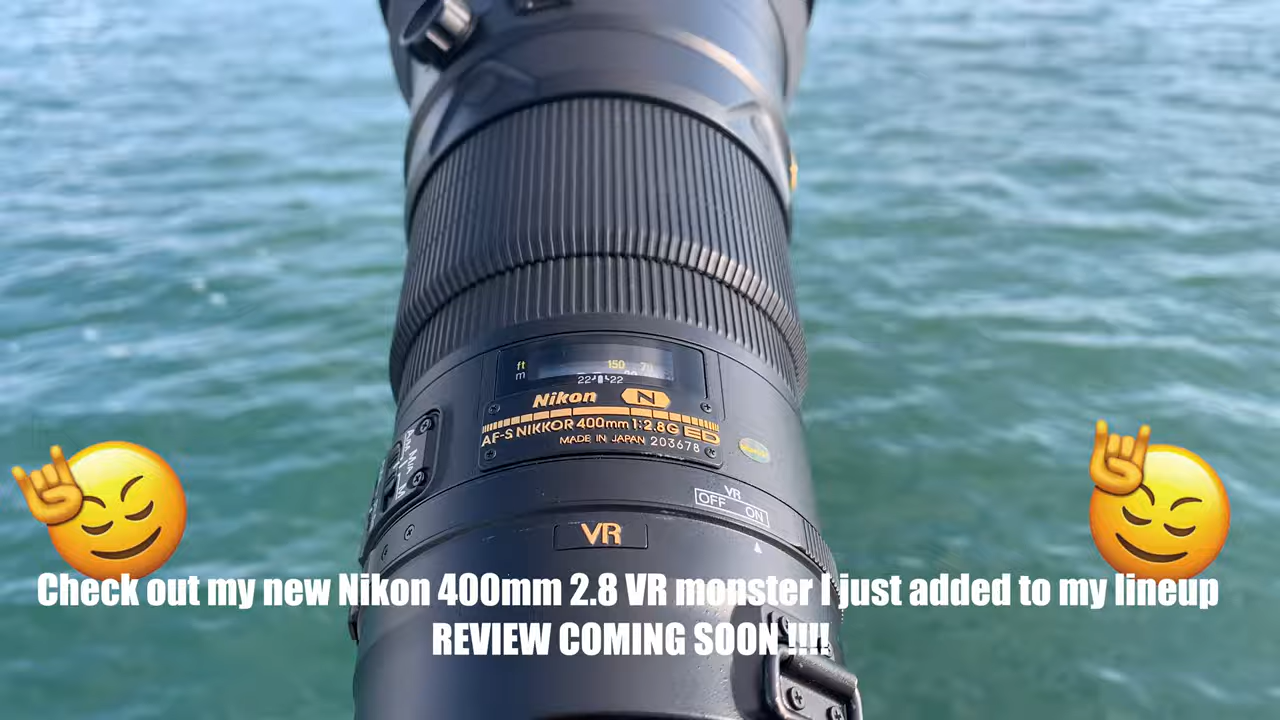 ft 150
m
22 22
Nikon N
AF-S NIKKOR 400mm 1:2.8G ED
MADE IN JAPAN 203678
VR
OFF ON
VR
Check out my new Nikon 400mm 2.8 VR monster I just added to my lineup
REVIEW COMING SOON !!!!